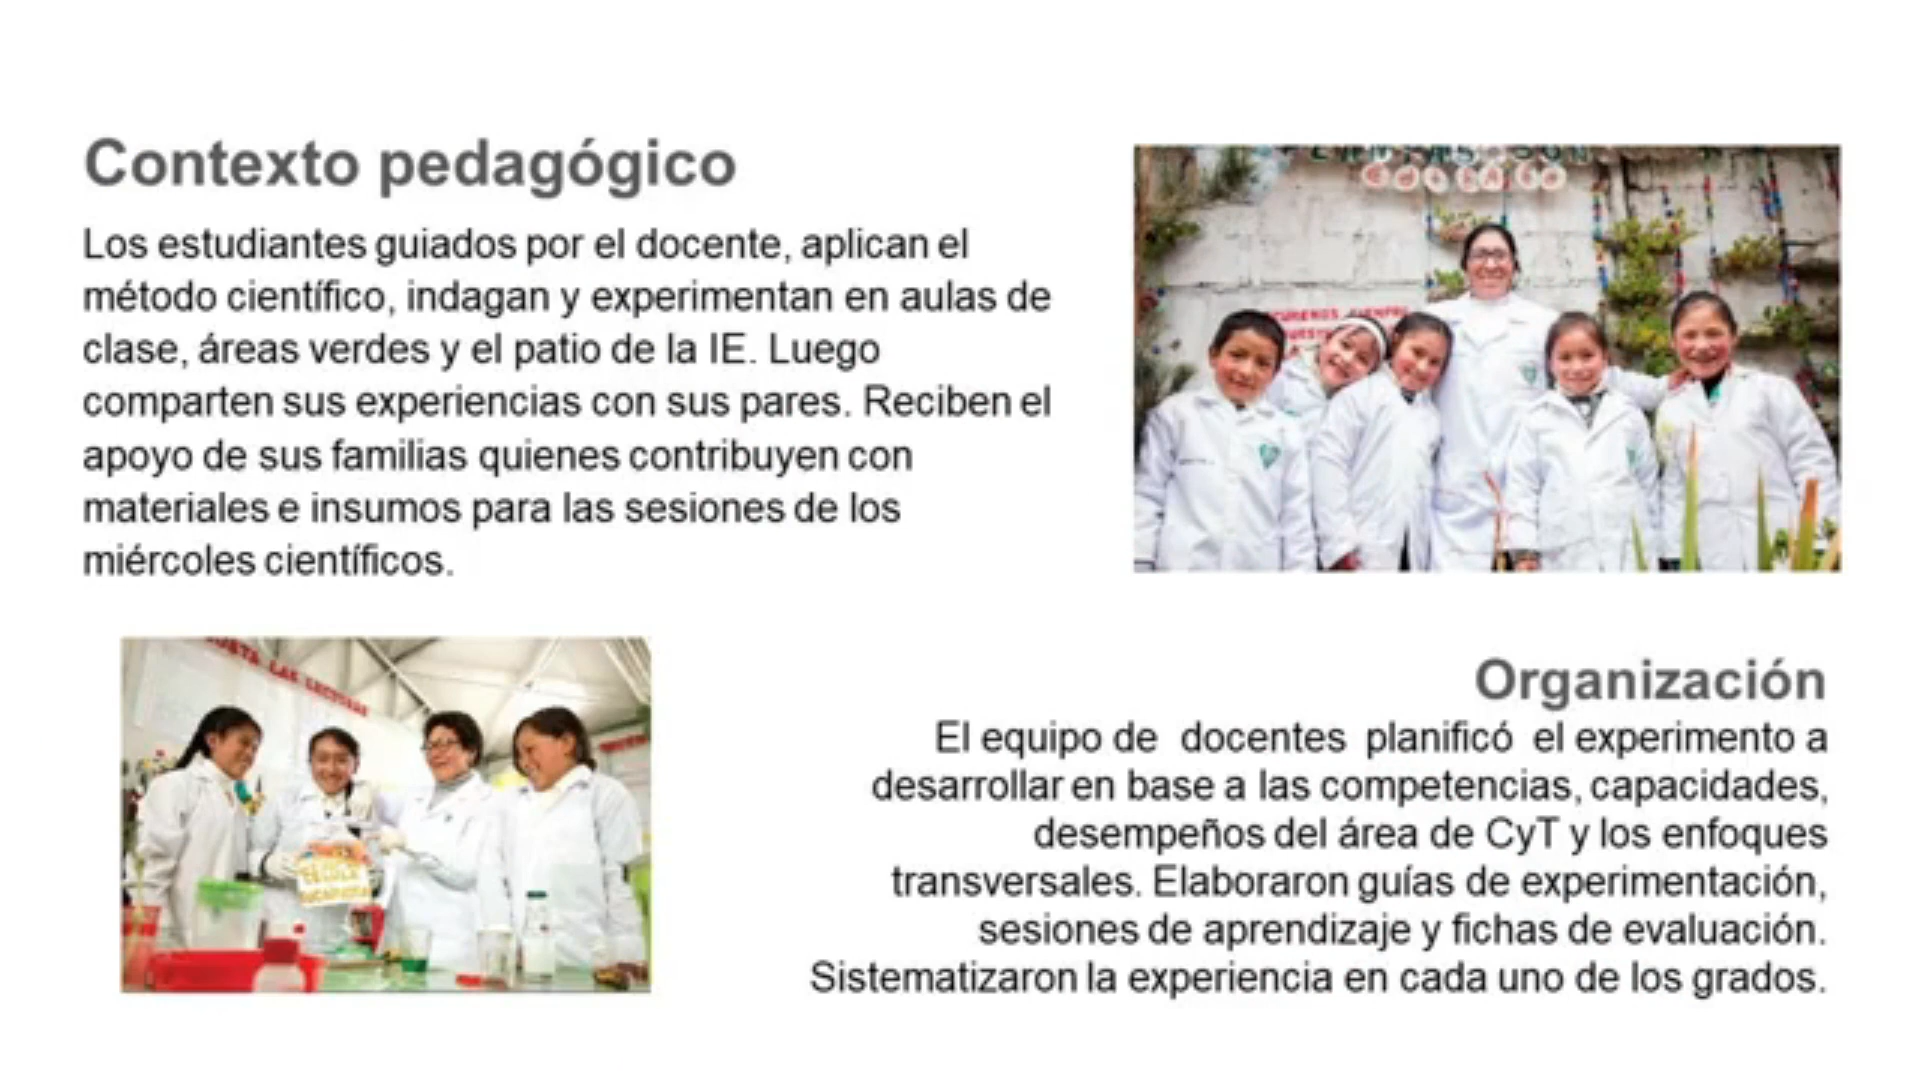 Contexto pedagógico
Los estudiantes guiados por el docente, aplican el
método científico, indagan y experimentan en aulas de
clase, áreas verdes y el patio de la IE. Luego
comparten sus experiencias con sus pares. Reciben el
apoyo de sus familias quienes contribuyen con
materiales e insumos para las sesiones de los
miércoles científicos.
LAS LECTURAS
Organización
El equipo de docentes planificó el experimento a
desarrollar en base a las competencias, capacidades,
desempeños del área de CyT y los enfoques
transversales. Elaboraron guías de experimentación,
sesiones de aprendizaje y fichas de evaluación.
Sistematizaron la experiencia en cada uno de los grados.